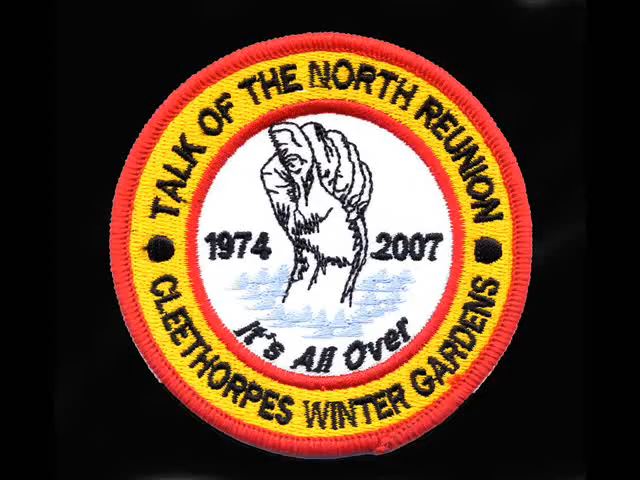 TALK OF THE NORTH REUNION
1974 2007
It's All Over
CLEETHORPES WINTER GARDENS